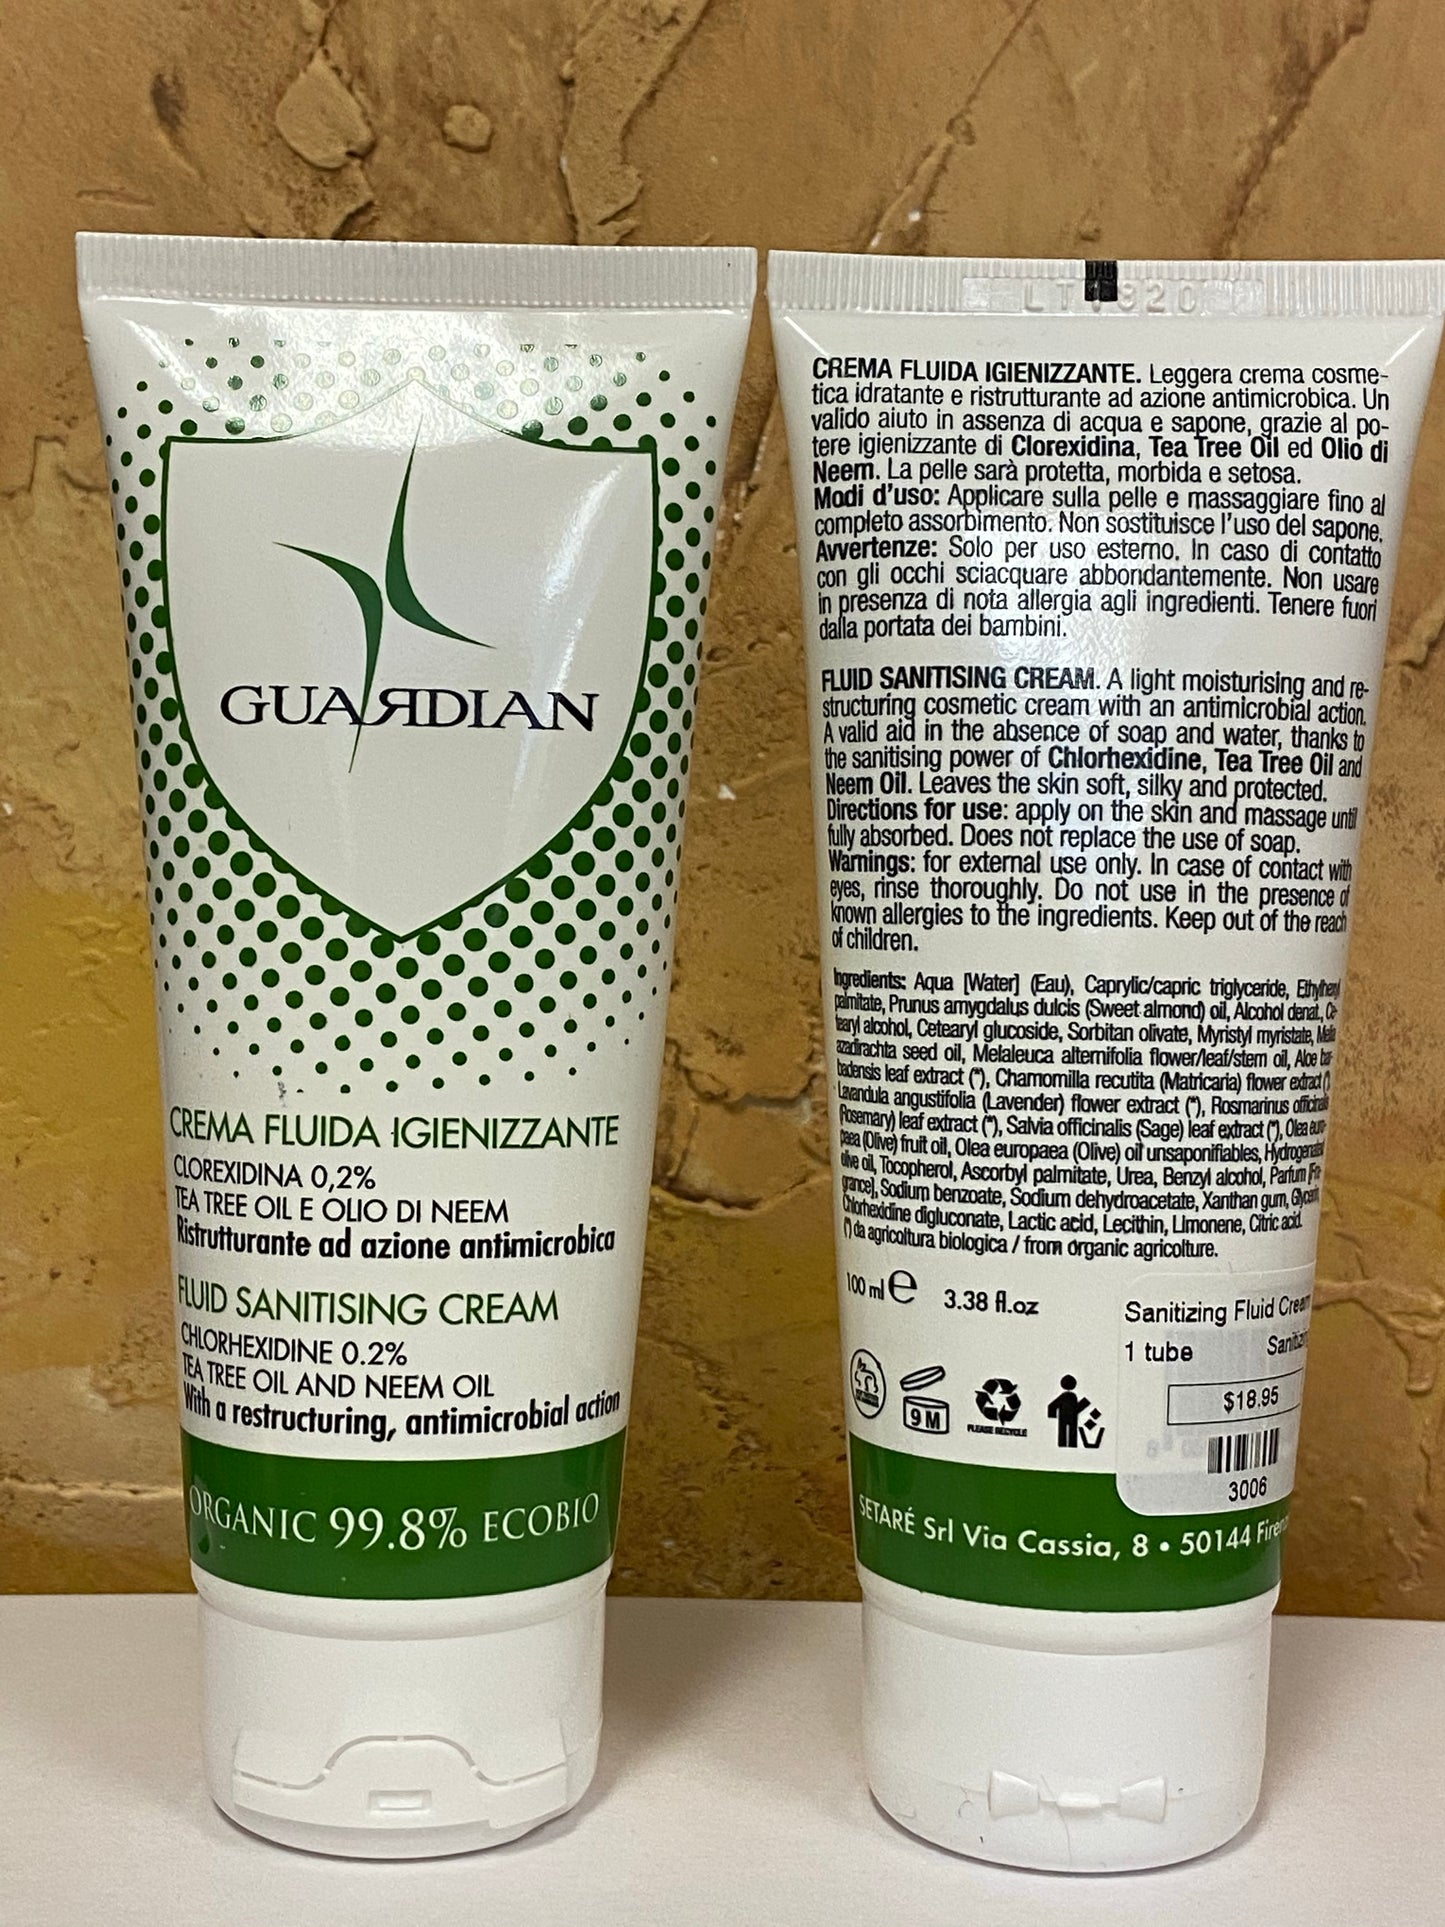 GUARDIAN
CREMA FLUIDA IGIENIZZANTE
CLOREXIDINA 0,2%
TEA TREE OIL E OLIO DI NEEM
Ristrutturante ad azione antimicrobica
FLUID SANITISING CREAM
CHLORHEXIDINE 0.2%
TEA TREE OIL AND NEEM OIL
With a restructuring, antimicrobial action
ORGANIC 99.8% ECOBIO
CREMA FLUIDA IGIENIZZANTE. Leggera crema cosme-
tica idratante e ristrutturante ad azione antimicrobica. Un
valido aiuto in assenza di acqua e sapone, grazie al po-
tere igienizzante di Clorexidina, Tea Tree Oil ed Olio di
Neem. La pelle sarà protetta, morbida e setosa.
Modi d'uso: Applicare sulla pelle e massaggiare fino al
completo assorbimento. Non sostituisce l'uso del sapone.
Avvertenze: Solo per uso esterno. In caso di contatto
con gli occhi sciacquare abbondantemente. Non usare
in presenza di nota allergia agli ingredienti. Tenere fuori
dalla portata dei bambini.
FLUID SANITISING CREAM. A light moisturising and re-
structuring cosmetic cream with an antimicrobial action.
A valid aid in the absence of soap and water, thanks to
the sanitising power of Chlorhexidine, Tea Tree Oil and
Neem Oil. Leaves the skin soft, silky and protected.
Directions for use: apply on the skin and massage until
fully absorbed. Does not replace the use of soap.
Warnings: for external use only. In case of contact with
eyes, rinse thoroughly. Do not use in the presence of
known allergies to the ingredients. Keep out of the reach
of children.
Ingredients: Aqua [Water] (Eau), Caprylic/capric triglyceride, Ethylhexyl
palmitate, Prunus amygdalus dulcis (Sweet almond) oil, Alcohol denat., Ce-
tearyl alcohol, Cetearyl glucoside, Sorbitan olivate, Myristyl myristate, Melia
azadirachta seed oil, Melaleuca alternifolia flower/leaf/stem oil, Aloe bar-
badensis leaf extract (*), Chamomilla recutita (Matricaria) flower extract (*),
Lavandula angustifolia (Lavender) flower extract (*), Rosmarinus officinalis
(Rosemary) leaf extract (*), Salvia officinalis (Sage) leaf extract (*), Olea euro-
paea (Olive) fruit oil, Olea europaea (Olive) oil unsaponifiables, Hydrogenated
olive oil, Tocopherol, Ascorbyl palmitate, Urea, Benzyl alcohol, Parfum [Fra-
grance], Sodium benzoate, Sodium dehydroacetate, Xanthan gum, Glycerin,
Chlorhexidine digluconate, Lactic acid, Lecithin, Limonene, Citric acid.
(*) da agricoltura biologica / from organic agricolture.
100 ml e 3.38 fl.oz
9 M
PLEASE RECYCLE
Sanitizing Fluid Cream
1 tube
$18.95
3006
SETARÉ Srl Via Cassia, 8 • 50144